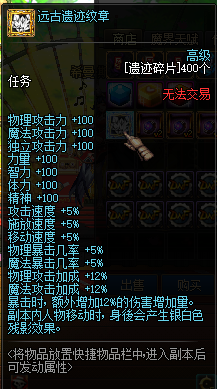 远古遗迹纹章
商店
高级
[遗迹碎片]400个
任务
无法交易
物理攻击力 +100
魔法攻击力 +100
独立攻击力 +100
力量 +100
智力 +100
体力 +100
精神 +100
攻击速度 +5%
施放速度 +5%
移动速度 +5%
物理暴击几率 +5%
魔法暴击几率 +5%
物理攻击加成 +12%
魔法攻击加成 +12%
暴击时,额外增加12%的伤害增加量。
副本内人物移动时,身後会产生银白色
残影效果。
出售
购买
<将物品放置快捷物品栏中,进入副本后
可发动属性>